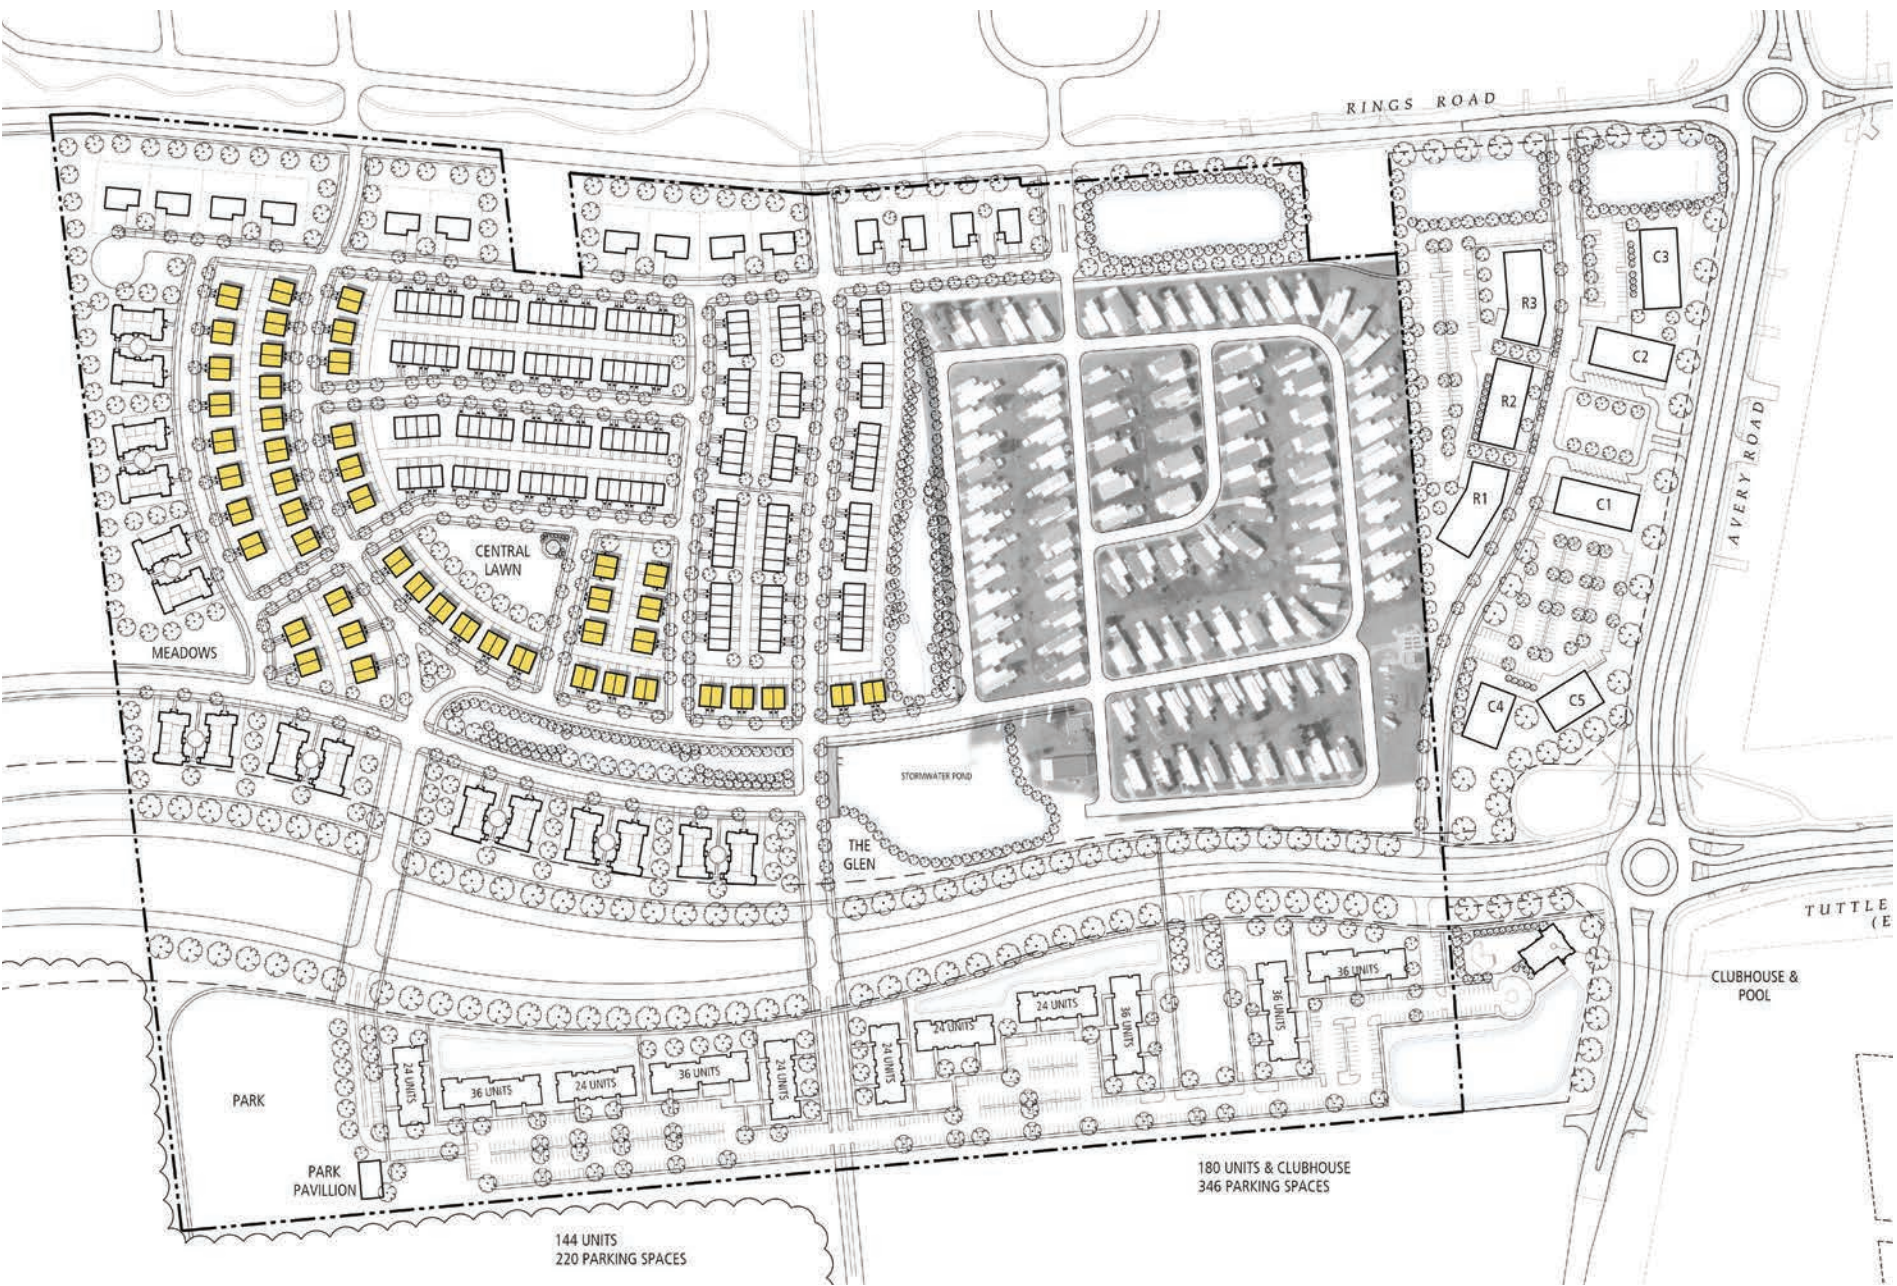 RINGS ROAD
C3
R3
C2
R2
AVERY ROAD
R1
C1
CENTRAL
LAWN
MEADOWS
C4
C5
STORMWATER POND
THE
GLEN
TUTTLE
(E
CLUBHOUSE &
POOL
36 UNITS
24 UNITS
36 UNITS
36 UNITS
24 UNITS
24 UNITS
24 UNITS
36 UNITS
24 UNITS
36 UNITS
24 UNITS
PARK
PARK
PAVILLION
180 UNITS & CLUBHOUSE
346 PARKING SPACES
144 UNITS
220 PARKING SPACES